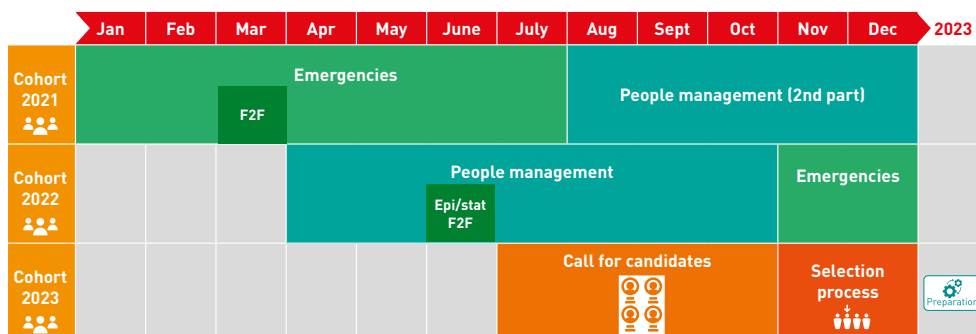 Jan Feb Mar Apr May June July Aug Sept Oct Nov Dec 2023
Cohort
2021
Emergencies
F2F
People management (2nd part)
Cohort
2022
People management
Epi/stat
F2F
Emergencies
Cohort
2023
Call for candidates
Selection
process
Preparation